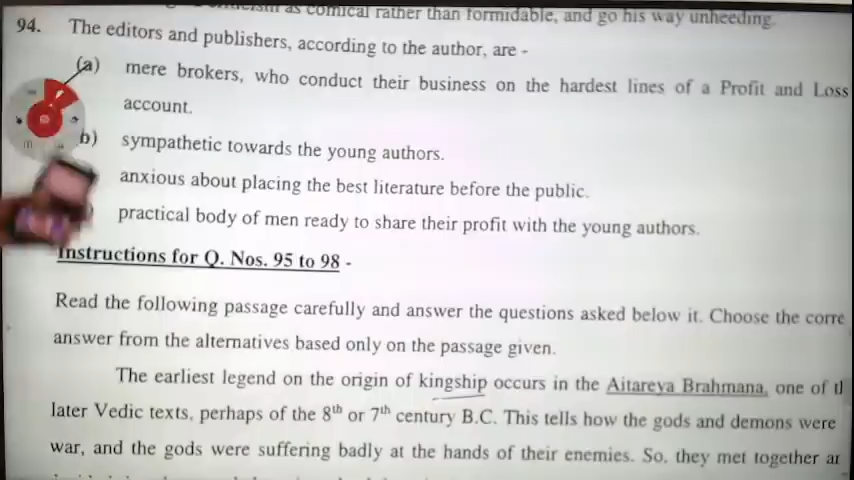 as comical rather than formidable, and go his way unheeding.
94. The editors and publishers, according to the author, are -
(a) mere brokers, who conduct their business on the hardest lines of a Profit and Loss
account.
b) sympathetic towards the young authors.
anxious about placing the best literature before the public.
) practical body of men ready to share their profit with the young authors.
Instructions for Q. Nos. 95 to 98 -
Read the following passage carefully and answer the questions asked below it. Choose the corre
answer from the alternatives based only on the passage given.
The earliest legend on the origin of kingship occurs in the Aitareya Brahmana, one of tl
later Vedic texts, perhaps of the 8th or 7th century B.C. This tells how the gods and demons were
war, and the gods were suffering badly at the hands of their enemies. So, they met together ar